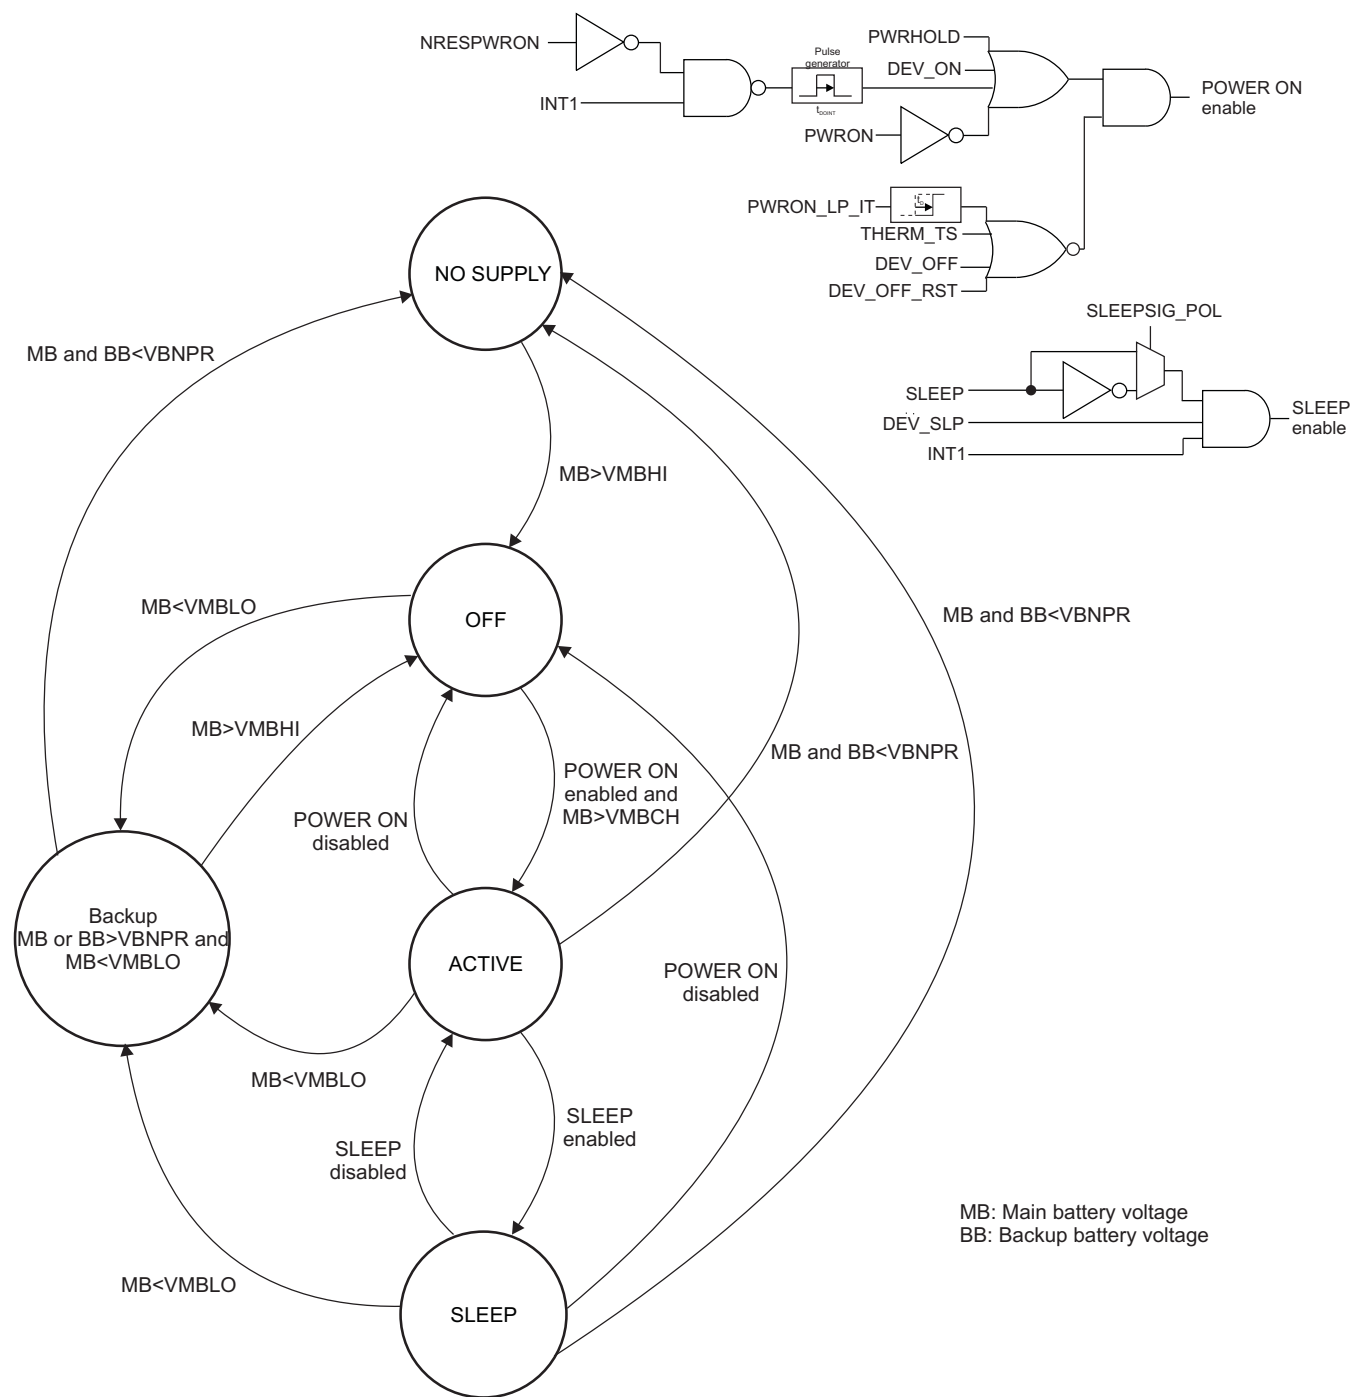 NRESPWRON
INT1
Pulse
generator
tDOINT
PWRHOLD
DEV_ON
PWRON
POWER ON
enable
PWRON_LP_IT
THERM_TS
DEV_OFF
DEV_OFF_RST
SLEEPSIG_POL
SLEEP
DEV_SLP
INT1
SLEEP
enable
NO SUPPLY
MB and BB<VBNPR
MB>VMBHI
OFF
MB<VMBLO
MB and BB<VBNPR
MB>VMBHI
MB and BB<VBNPR
POWER ON
enabled and
MB>VMBCH
POWER ON
disabled
Backup
MB or BB>VBNPR and
MB<VMBLO
ACTIVE
POWER ON
disabled
MB<VMBLO
SLEEP
enabled
SLEEP
disabled
MB<VMBLO
SLEEP
MB: Main battery voltage
BB: Backup battery voltage